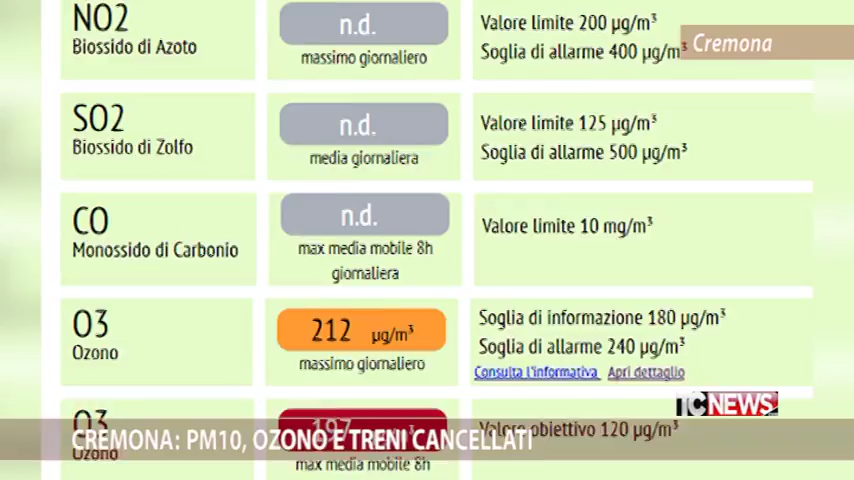 NO2
Biossido di Azoto
n.d.
massimo giornaliero
Valore limite 200 µg/m³
Soglia di allarme 400 µg/m³
Cremona
SO2
Biossido di Zolfo
n.d.
media giornaliera
Valore limite 125 µg/m³
Soglia di allarme 500 µg/m³
CO
Monossido di Carbonio
n.d.
max media mobile 8h
giornaliera
Valore limite 10 mg/m³
O3
Ozono
212 µg/m³
massimo giornaliero
Soglia di informazione 180 µg/m³
Soglia di allarme 240 µg/m³
Consulta l'informativa Apri dettaglio
TCNEWS
O3
Ozono
197
max media mobile 8h
Valore obiettivo 120 µg/m³
CREMONA: PM10, OZONO E TRENI CANCELLATI